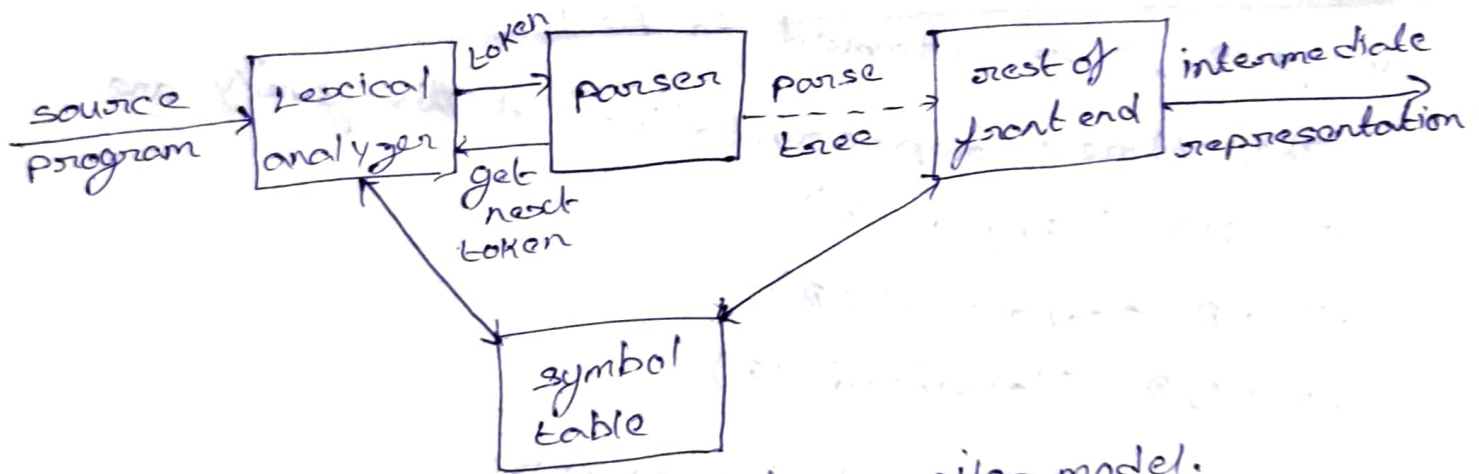 source
program
Lexical
analyzer
token
get
next
token
parser
parse
tree
rest of
front end
intermediate
representation
symbol
table
model.